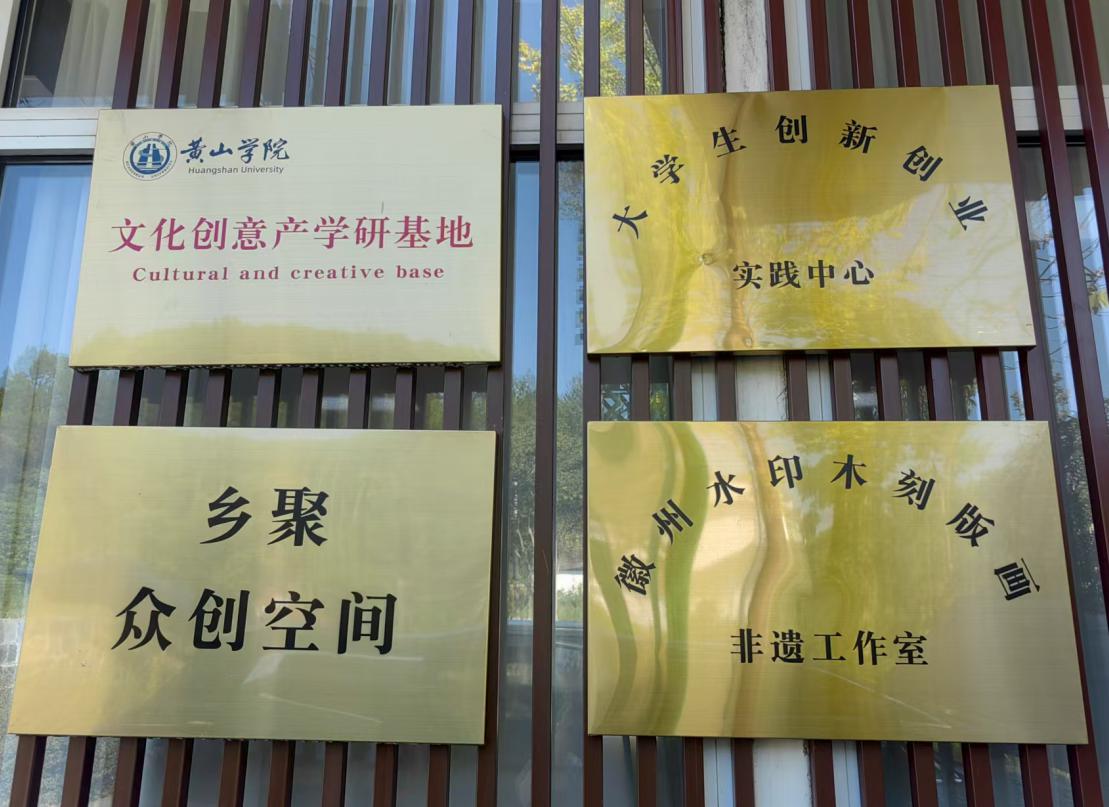 黄山学院
Huangshan University
文化创意产学研基地
Cultural and creative base
大学生创新创业
实践中心
乡聚
众创空间
徽州水印木刻版画
非遗工作室